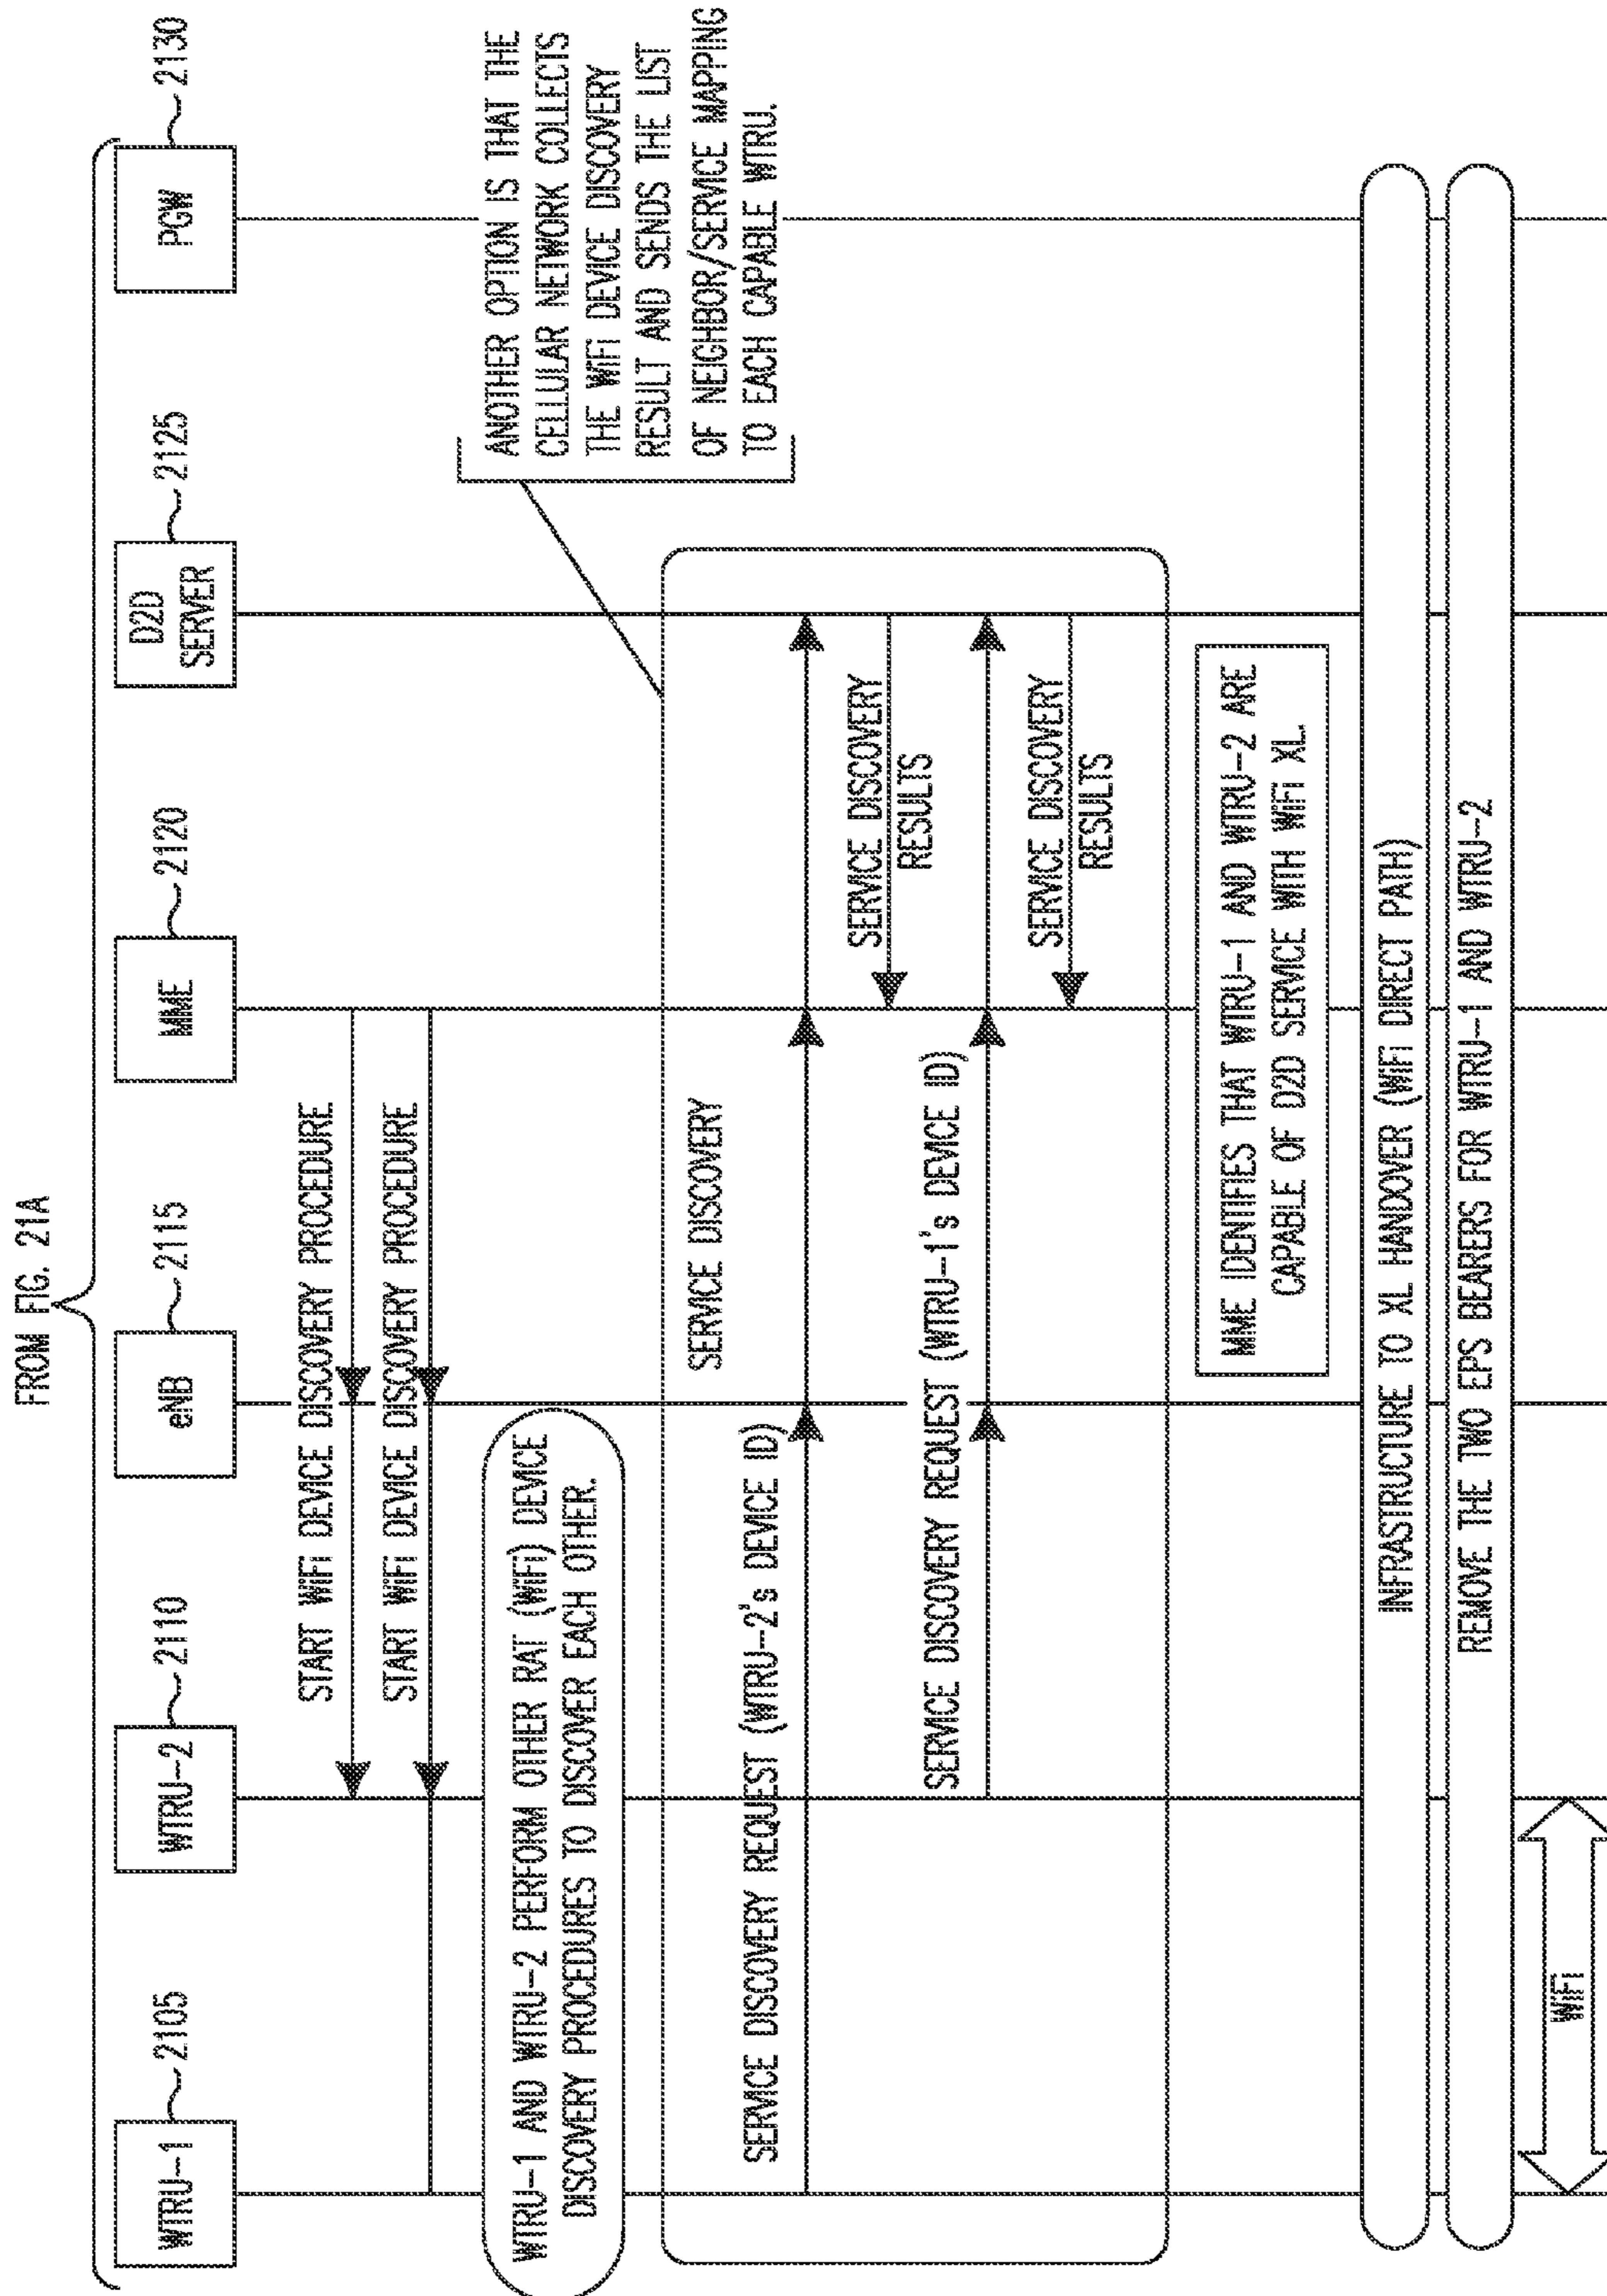 FROM FIG. 21A
WTRU-1
2105
WTRU-2
2110
eNB
2115
MME
2120
D2D
SERVER
2125
PGW
2130
START WiFi DEVICE DISCOVERY PROCEDURE
START WiFi DEVICE DISCOVERY PROCEDURE
WTRU-1 AND WTRU-2 PERFORM OTHER RAT (WiFi) DEVICE
DISCOVERY PROCEDURES TO DISCOVER EACH OTHER.
ANOTHER OPTION IS THAT THE
CELLULAR NETWORK COLLECTS
THE WiFi DEVICE DISCOVERY
RESULT AND SENDS THE LIST
OF NEIGHBOR/SERVICE MAPPING
TO EACH CAPABLE WTRU.
SERVICE DISCOVERY
SERVICE DISCOVERY REQUEST (WTRU-2's DEVICE ID)
SERVICE DISCOVERY
RESULTS
SERVICE DISCOVERY REQUEST (WTRU-1's DEVICE ID)
SERVICE DISCOVERY
RESULTS
MME IDENTIFIES THAT WTRU-1 AND WTRU-2 ARE
CAPABLE OF D2D SERVICE WITH WiFi XL.
INFRASTRUCTURE TO XL HANDOVER (WiFi DIRECT PATH)
REMOVE THE TWO EPS BEARERS FOR WTRU-1 AND WTRU-2
WiFi